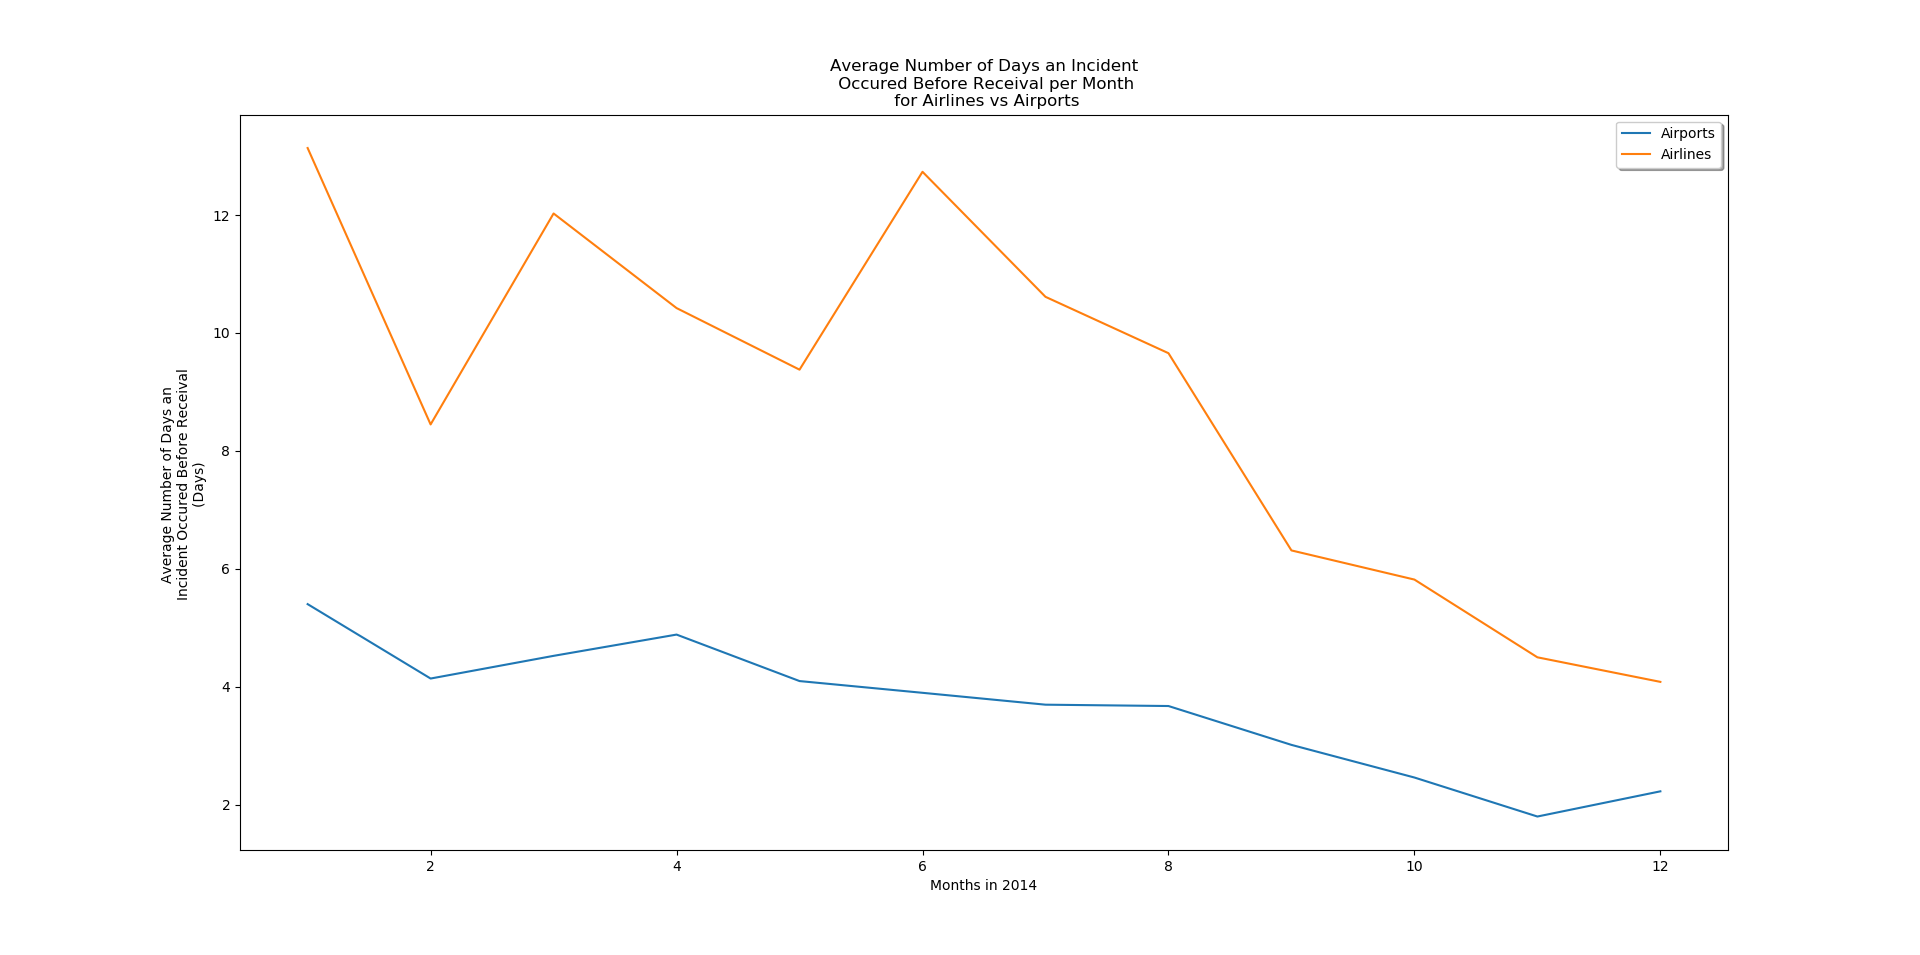 Average Number of Days an Incident
Occured Before Receival per Month
for Airlines vs Airports
Airports
Airlines
12
10
8
6
4
2
Average Number of Days an
Incident Occured Before Receival
(Days)
2
4
6
8
10
12
Months in 2014